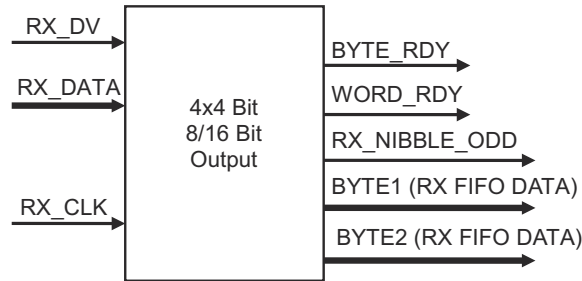 RX_DV
RX_DATA
RX_CLK
4x4 Bit
8/16 Bit
Output
BYTE_RDY
WORD_RDY
RX_NIBBLE_ODD
BYTE1 (RX FIFO DATA)
BYTE2 (RX FIFO DATA)